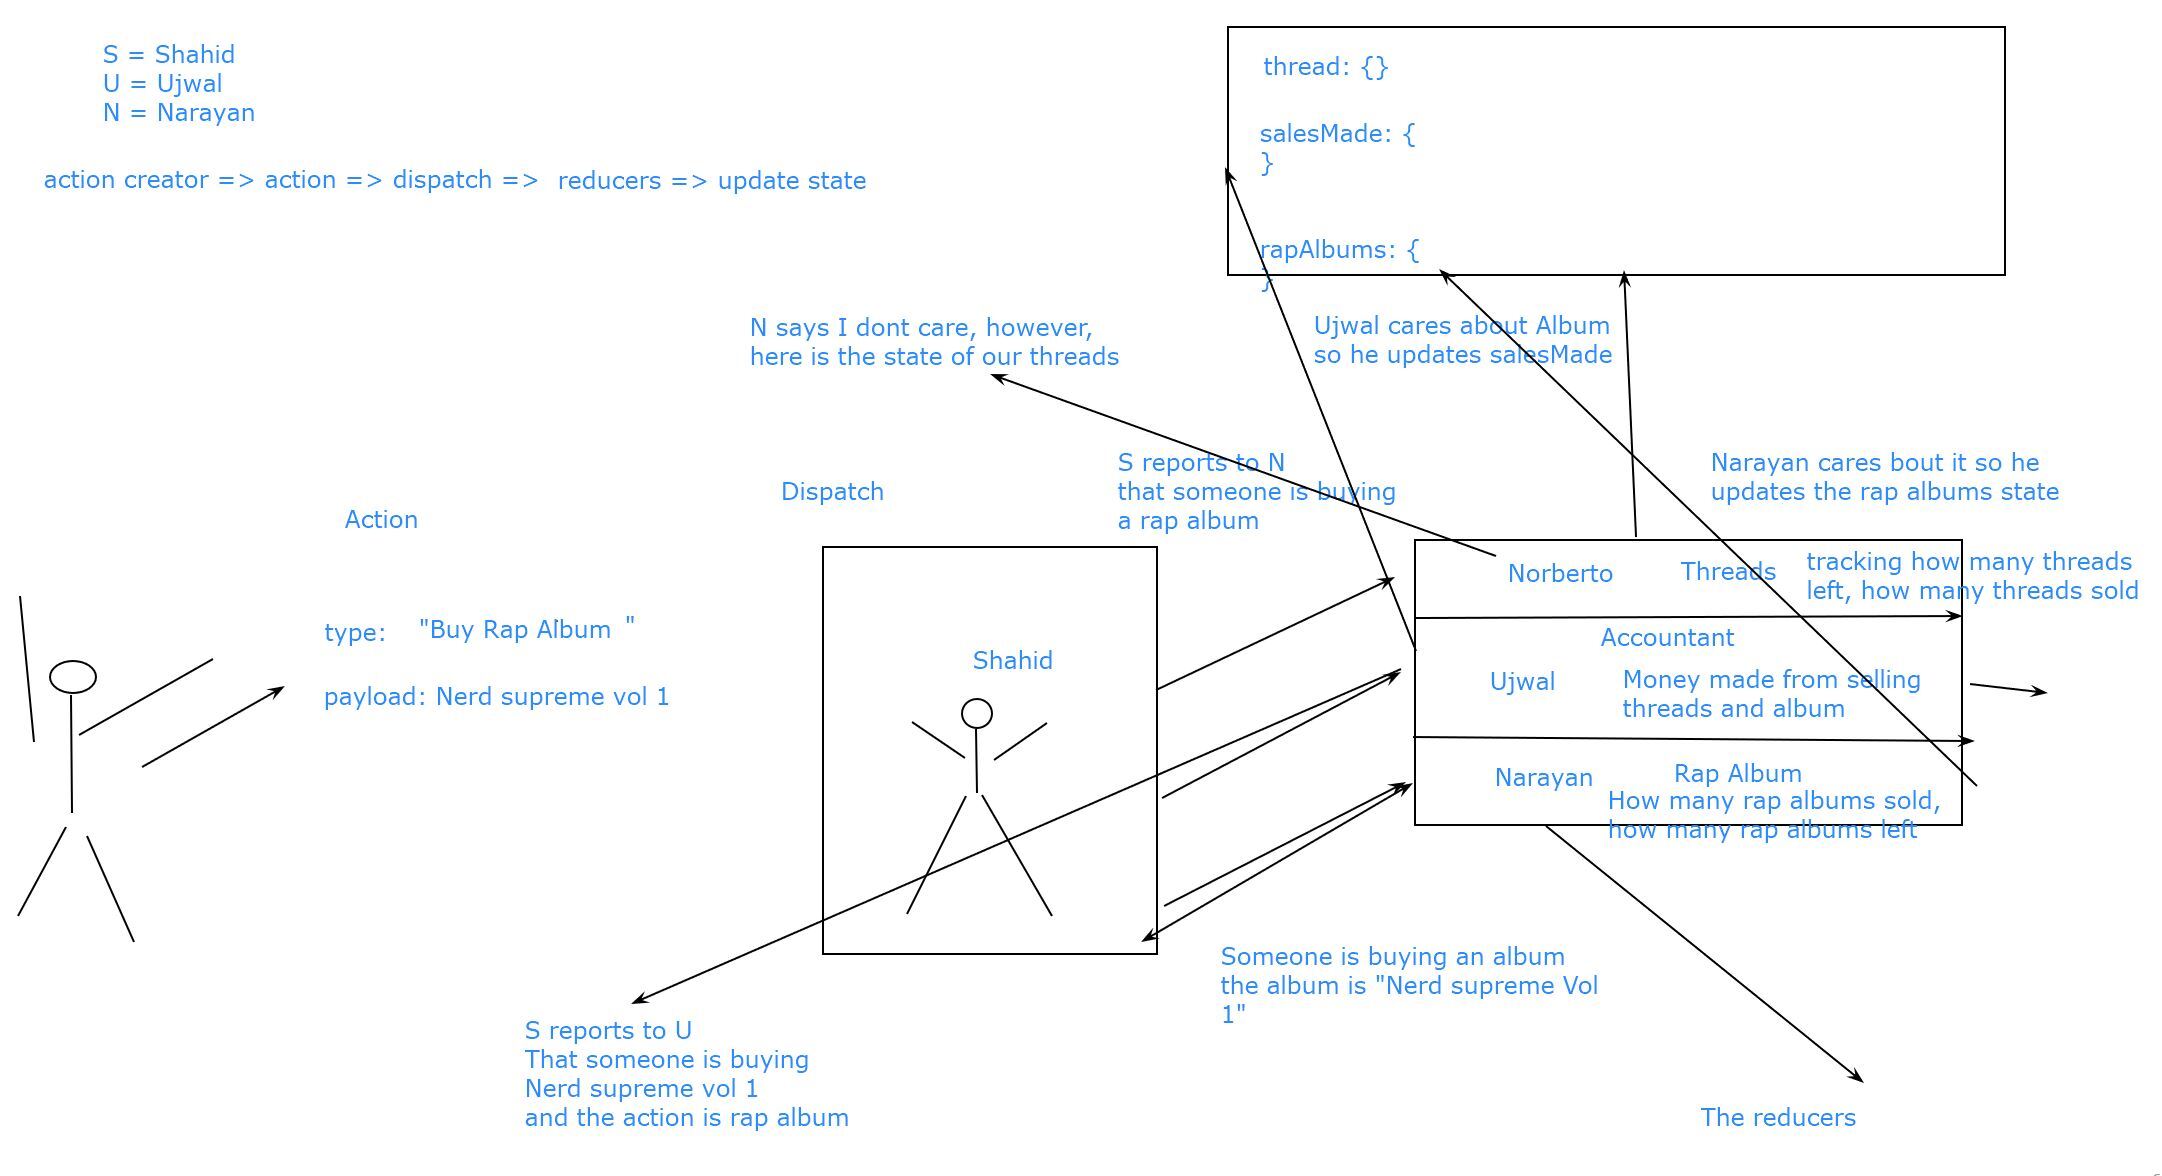 S = Shahid
U = Ujwal
N = Narayan
action creator => action => dispatch => reducers => update state
thread: {}
salesMade: {
}
rapAlbums: {
}
N says I dont care, however,
here is the state of our threads
Ujwal cares about Album
so he updates salesMade
S reports to N
that someone is buying
a rap album
Narayan cares bout it so he
updates the rap albums state
Action
Dispatch
type: "Buy Rap Album "
payload: Nerd supreme vol 1
Shahid
Norberto
Threads
tracking how many threads
left, how many threads sold
Accountant
Ujwal
Money made from selling
threads and album
Narayan
Rap Album
How many rap albums sold,
how many rap albums left
Someone is buying an album
the album is "Nerd supreme Vol
1"
S reports to U
That someone is buying
Nerd supreme vol 1
and the action is rap album
The reducers